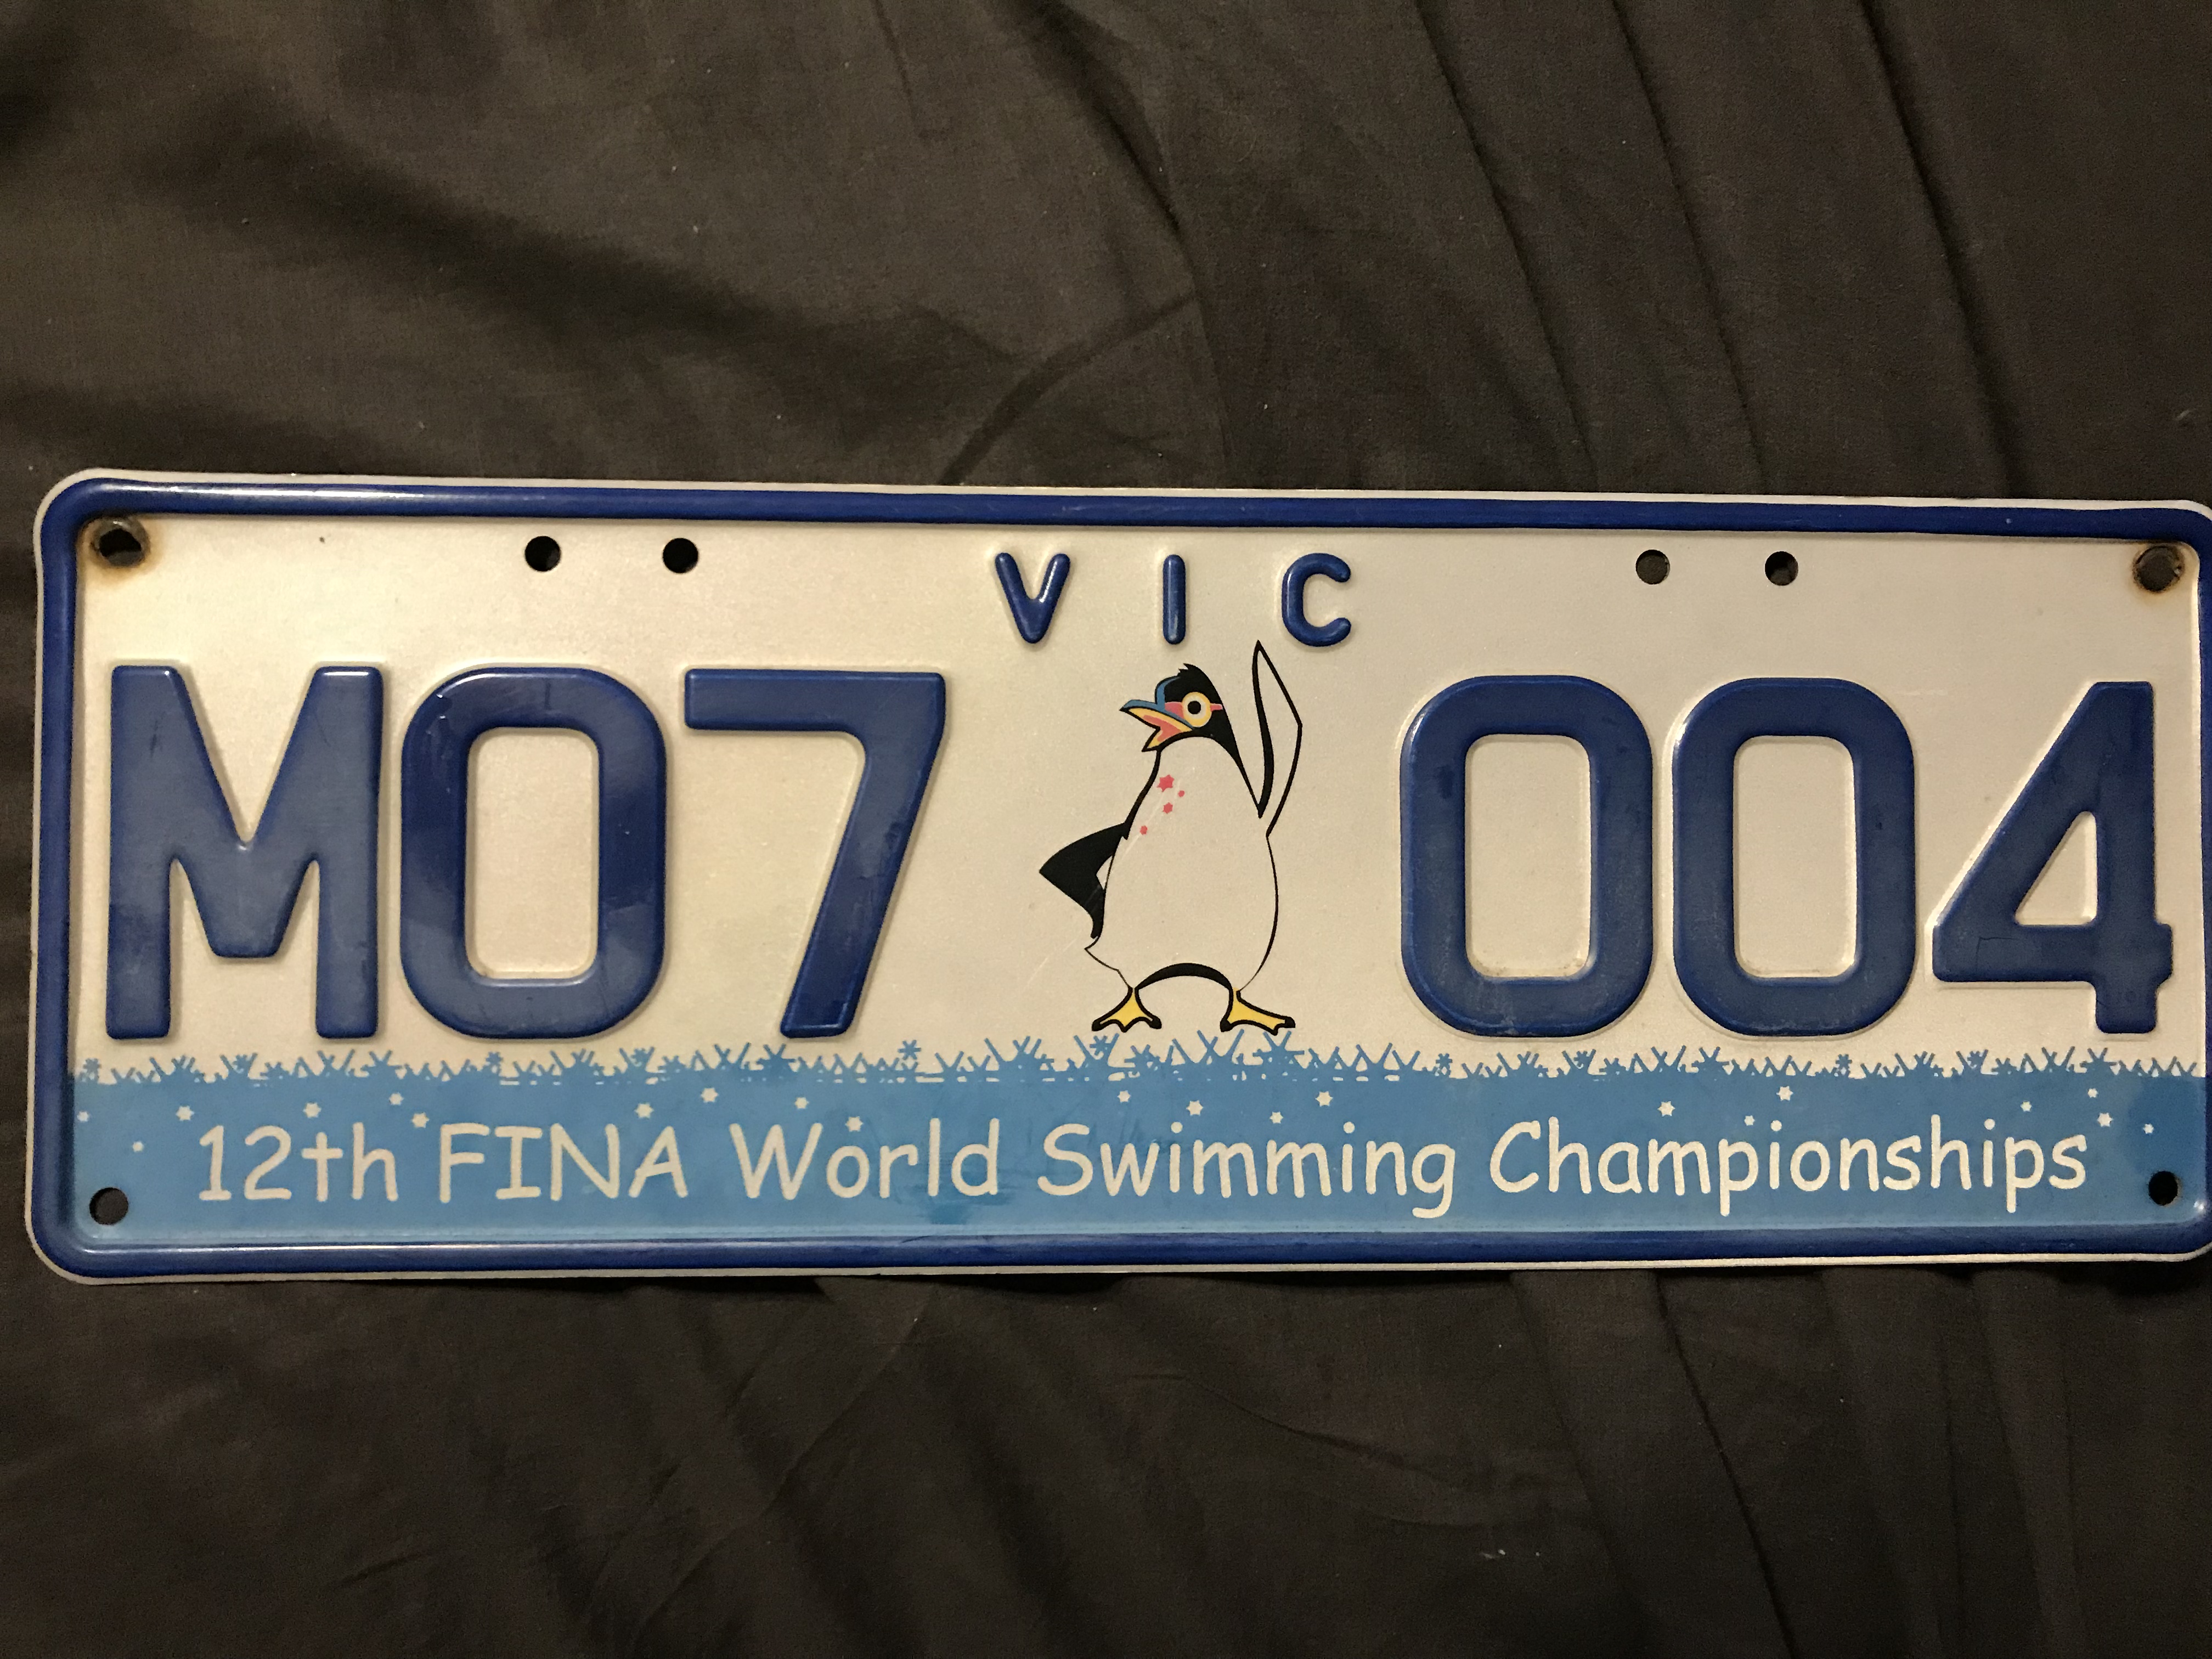 VIC
M07 004
12th FINA World Swimming Championships